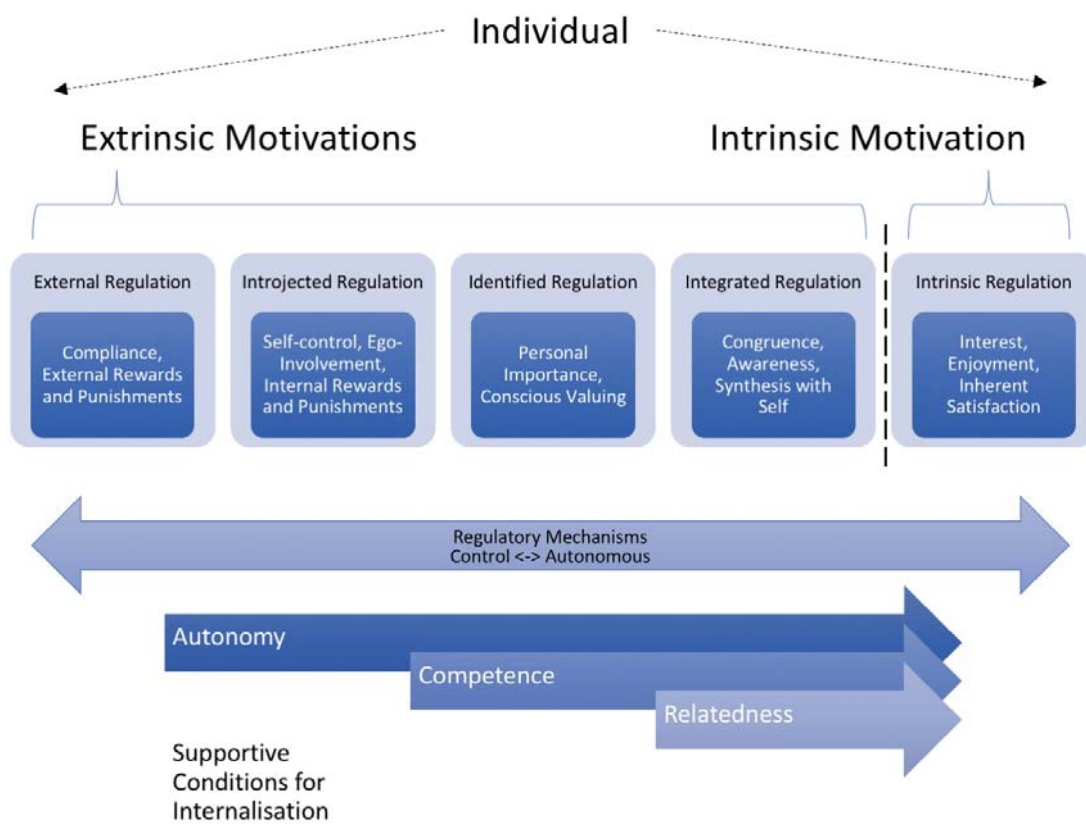 Individual
Extrinsic Motivations
Intrinsic Motivation
External Regulation
Compliance,
External Rewards
and Punishments
Introjected Regulation
Self-control, Ego-
Involvement,
Internal Rewards
and Punishments
Identified Regulation
Personal
Importance,
Conscious Valuing
Integrated Regulation
Congruence,
Awareness,
Synthesis with
Self
Intrinsic Regulation
Interest,
Enjoyment,
Inherent
Satisfaction
Regulatory Mechanisms
Control <-> Autonomous
Autonomy
Competence
Relatedness
Supportive
Conditions for
Internalisation